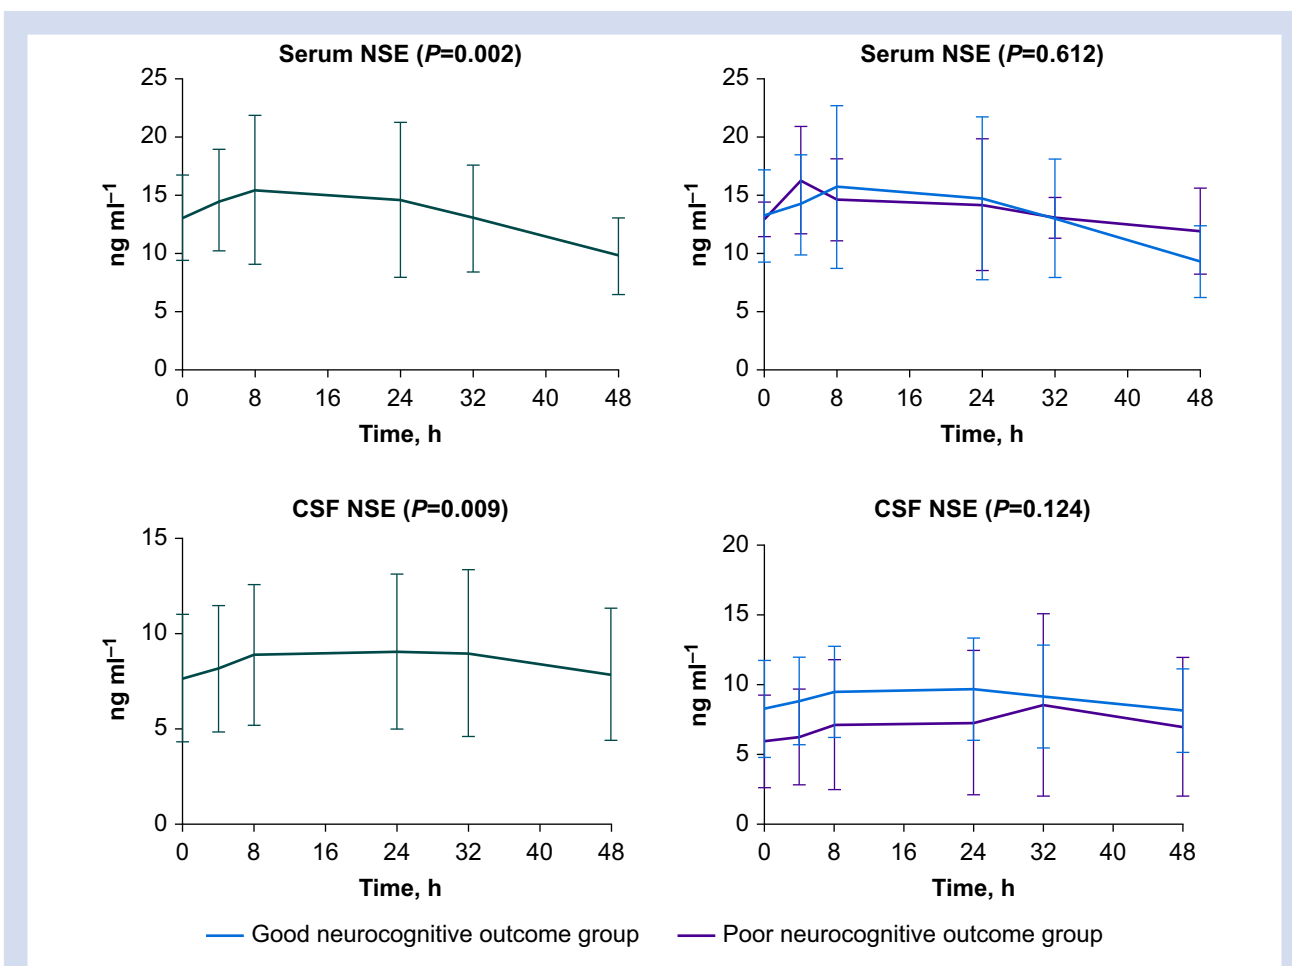 Serum NSE (P=0.002)
25
20
15
10
5
0
ng ml⁻¹
0 8 16 24 32 40 48
Time, h
Serum NSE (P=0.612)
25
20
15
10
5
0
ng ml⁻¹
0 8 16 24 32 40 48
Time, h
CSF NSE (P=0.009)
15
10
5
0
ng ml⁻¹
0 8 16 24 32 40 48
Time, h
CSF NSE (P=0.124)
20
15
10
5
0
ng ml⁻¹
0 8 16 24 32 40 48
Time, h
Good neurocognitive outcome group Poor neurocognitive outcome group